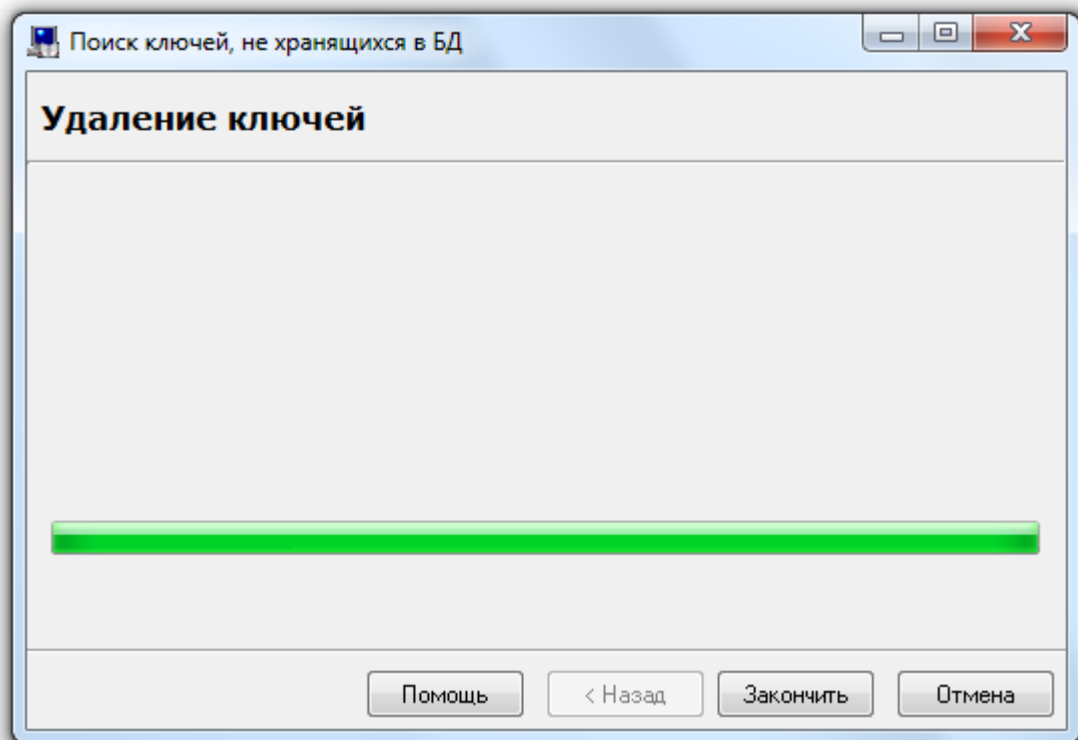 Поиск ключей, не хранящихся в БД
Удаление ключей
Помощь
< Назад
Закончить
Отмена